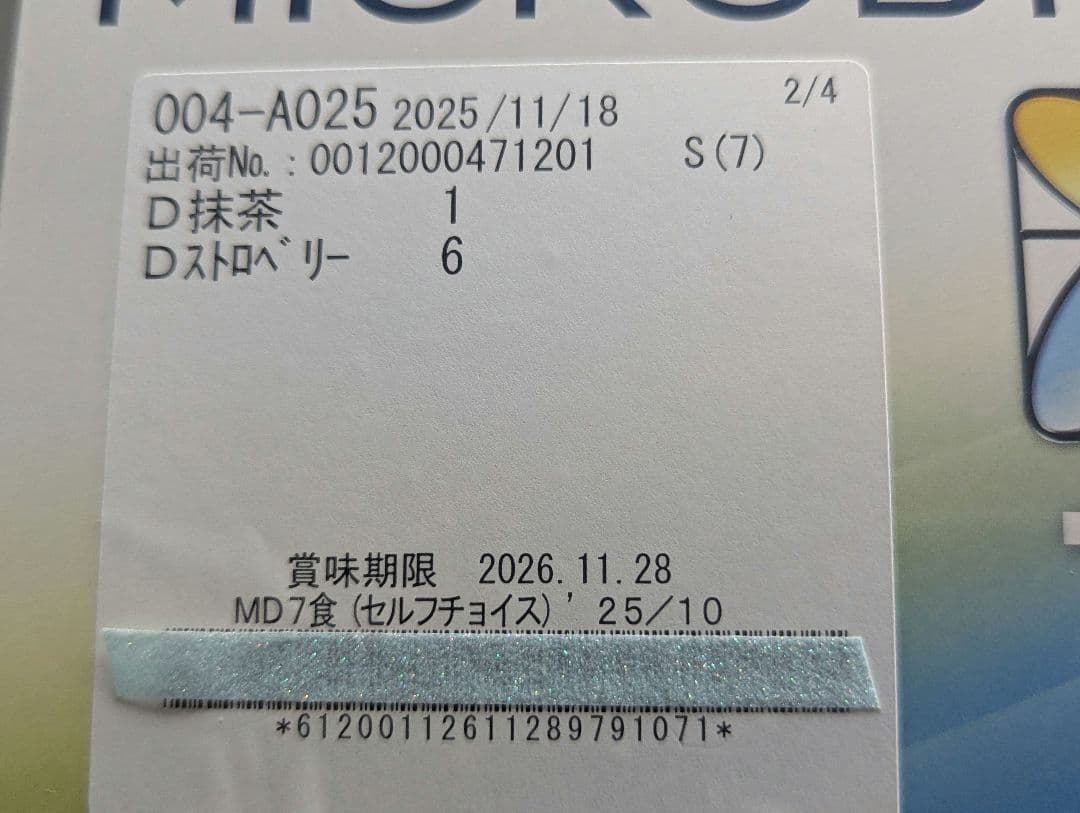 004-A025 2025/11/18 2/4
出荷No.:0012000471201 S(7)
D抹茶 1
Dｽﾄﾛﾍﾞﾘｰ 6
賞味期限 2026.11.28
MD7食(セルフチョイス)’25/10
*6120011261128979107​1*